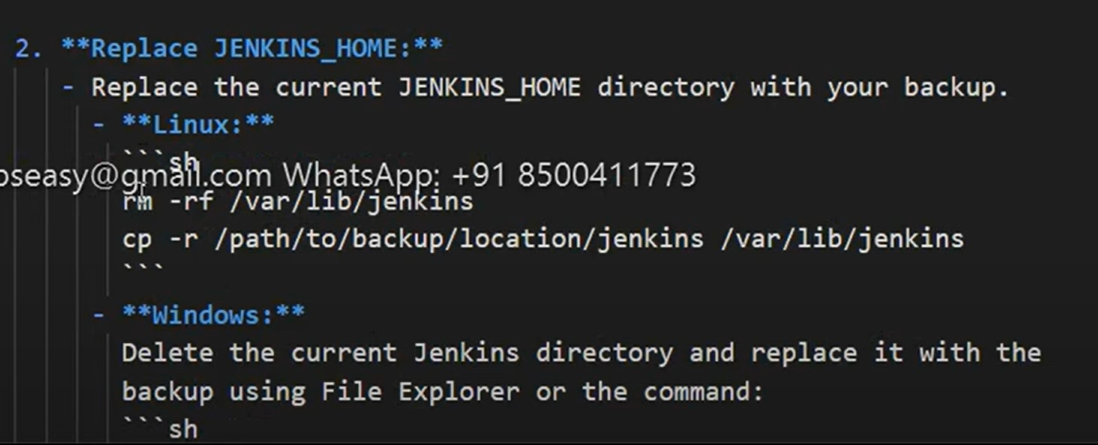 2. **Replace JENKINS_HOME:**
- Replace the current JENKINS_HOME directory with your backup.
- **Linux:**
```sh
oseasy@gmail.com WhatsApp: +91 8500411773
rm -rf /var/lib/jenkins
cp -r /path/to/backup/location/jenkins /var/lib/jenkins
```
- **Windows:**
Delete the current Jenkins directory and replace it with the
backup using File Explorer or the command:
```sh